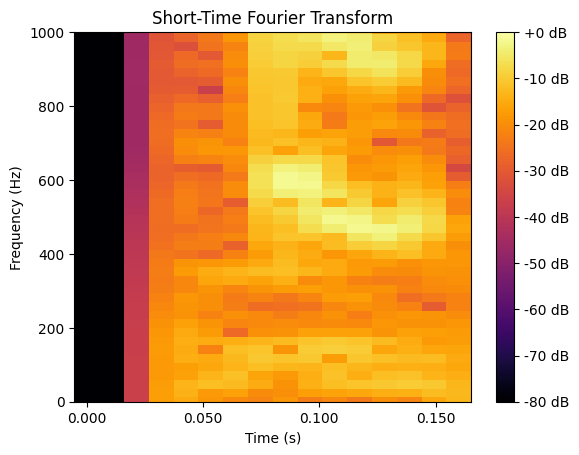 Short-Time Fourier Transform
1000
800
600
400
200
0
Frequency (Hz)
0.000
0.050
0.100
0.150
Time (s)
+0 dB
-10 dB
-20 dB
-30 dB
-40 dB
-50 dB
-60 dB
-70 dB
-80 dB